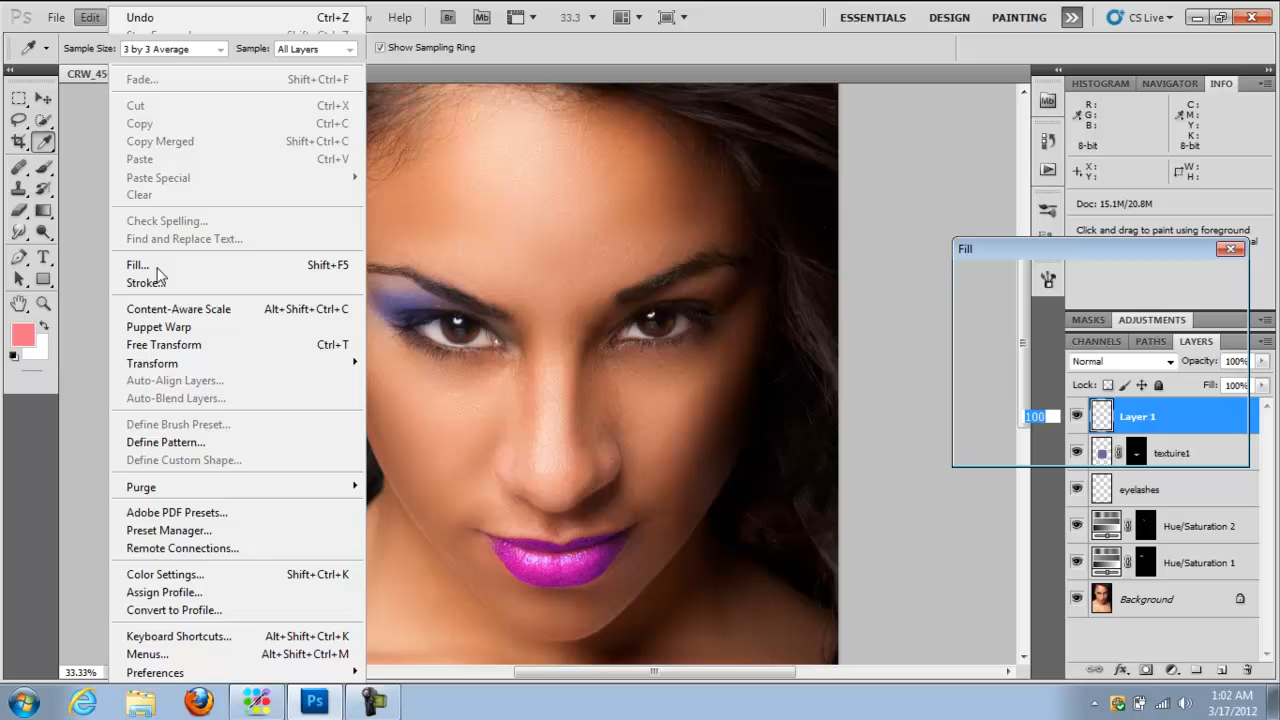 Ps File Edit Help Br Mb 33.3 ESSENTIALS DESIGN PAINTING CS Live
Sample Size: 3 by 3 Average Sample: All Layers Show Sampling Ring
CRW_45
Undo Ctrl+Z
Fade... Shift+Ctrl+F
Cut Ctrl+X
Copy Ctrl+C
Copy Merged Shift+Ctrl+C
Paste Ctrl+V
Paste Special
Clear
Check Spelling...
Find and Replace Text...
Fill... Shift+F5
Stroke...
Content-Aware Scale Alt+Shift+Ctrl+C
Puppet Warp
Free Transform Ctrl+T
Transform
Auto-Align Layers...
Auto-Blend Layers...
Define Brush Preset...
Define Pattern...
Define Custom Shape...
Purge
Adobe PDF Presets...
Preset Manager...
Remote Connections...
Color Settings... Shift+Ctrl+K
Assign Profile...
Convert to Profile...
Keyboard Shortcuts... Alt+Shift+Ctrl+K
Menus... Alt+Shift+Ctrl+M
Preferences
33.33%
Mb
HISTOGRAM NAVIGATOR INFO
R: C:
G: M:
B: Y:
K:
8-bit 8-bit
X: W:
Y: H:
Doc: 15.1M/20.8M
Click and drag to paint using foreground
Fill
100
MASKS ADJUSTMENTS
CHANNELS PATHS LAYERS
Normal Opacity: 100%
Lock: Fill: 100%
Layer 1
texture1
eyelashes
Hue/Saturation 2
Hue/Saturation 1
Background
Ps
1:02 AM
3/17/2012